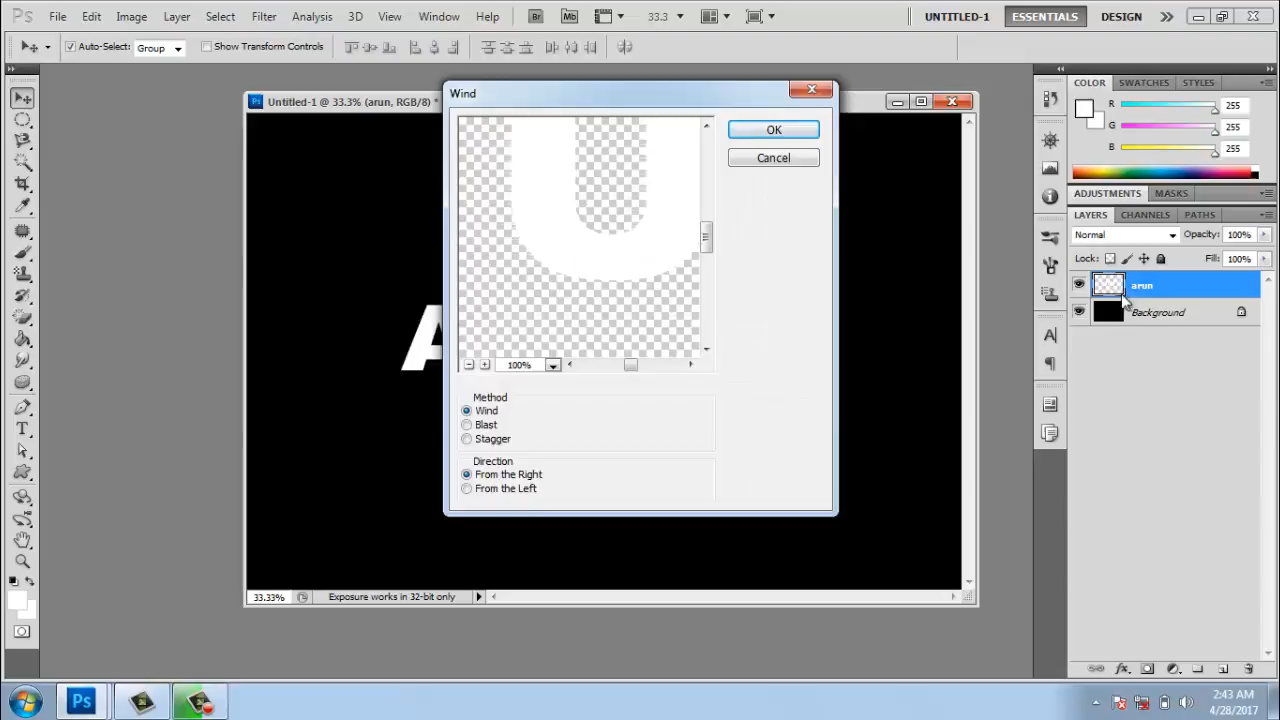 Ps File Edit Image Layer Select Filter Analysis 3D View Window Help Br Mb 33.3 UNTITLED-1 ESSENTIALS DESIGN
Auto-Select: Group Show Transform Controls
Untitled-1 @ 33.3% (arun, RGB/8) *
Wind
OK
Cancel
100%
Method
Wind
Blast
Stagger
Direction
From the Right
From the Left
A
33.33% Exposure works in 32-bit only
COLOR SWATCHES STYLES
R 255
G 255
B 255
ADJUSTMENTS MASKS
LAYERS CHANNELS PATHS
Normal Opacity: 100%
Lock: Fill: 100%
arun
Background
Ps
2:43 AM
4/28/2017